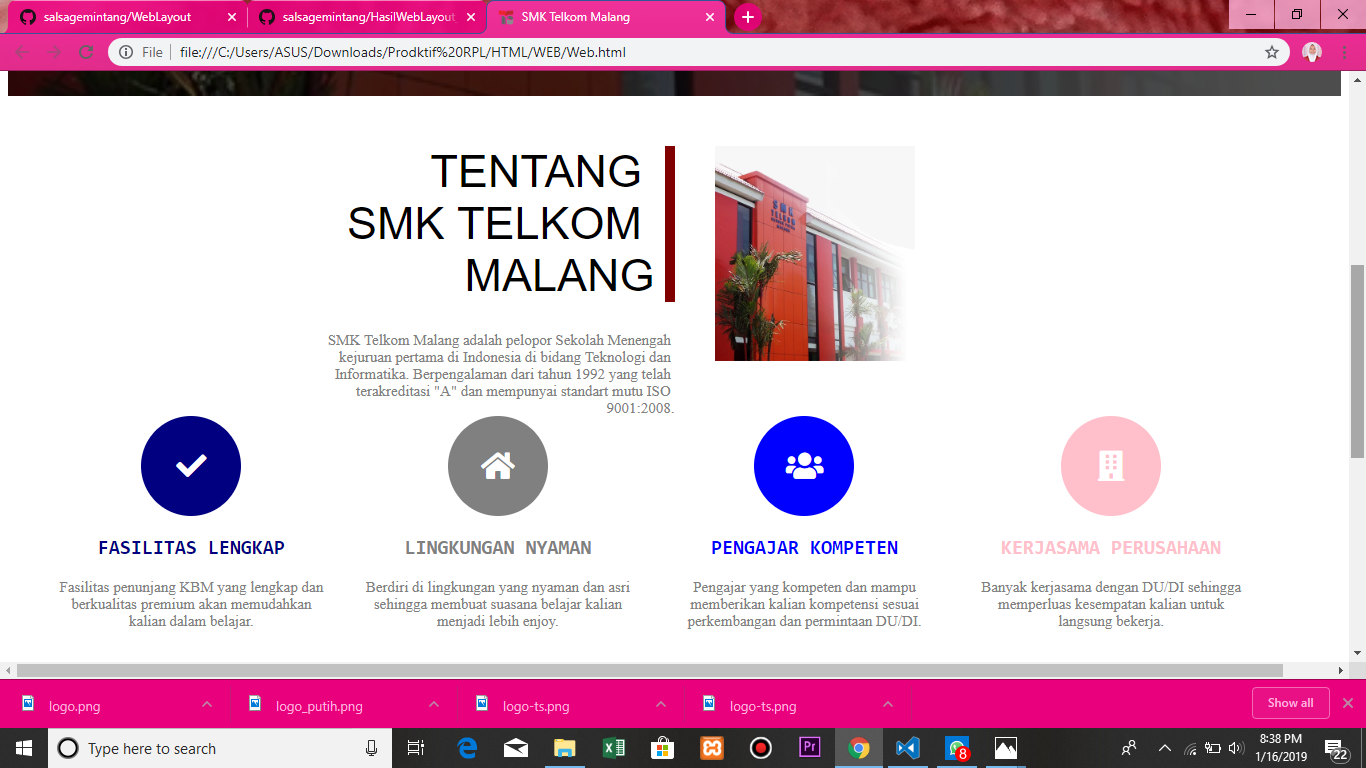 salsagemintang/WebLayout
salsagemintang/HasilWebLayout
SMK Telkom Malang
File
file:///C:/Users/ASUS/Downloads/Prodktif%20RPL/HTML/WEB/Web.html
TENTANG
SMK TELKOM
MALANG
SMK
TELKOM
SMK Telkom Malang adalah pelopor Sekolah Menengah
kejuruan pertama di Indonesia di bidang Teknologi dan
Informatika. Berpengalaman dari tahun 1992 yang telah
terakreditasi "A" dan mempunyai standart mutu ISO
9001:2008.
FASILITAS LENGKAP
Fasilitas penunjang KBM yang lengkap dan
berkualitas premium akan memudahkan
kalian dalam belajar.
LINGKUNGAN NYAMAN
Berdiri di lingkungan yang nyaman dan asri
sehingga membuat suasana belajar kalian
menjadi lebih enjoy.
PENGAJAR KOMPETEN
Pengajar yang kompeten dan mampu
memberikan kalian kompetensi sesuai
perkembangan dan permintaan DU/DI.
KERJASAMA PERUSAHAAN
Banyak kerjasama dengan DU/DI sehingga
memperluas kesempatan kalian untuk
langsung bekerja.
logo.png
logo_putih.png
logo-ts.png
logo-ts.png
Show all
Type here to search
Pr
8
8:38 PM
1/16/2019
22